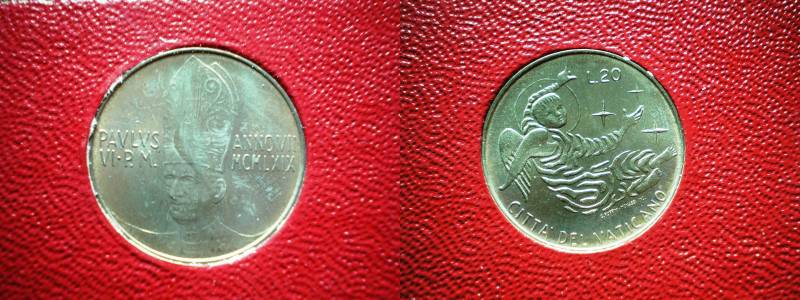 PAVLVS ANNO VII
VI · P. M. MCMLXIX
L. 20
CITTA' DEL VATICANO